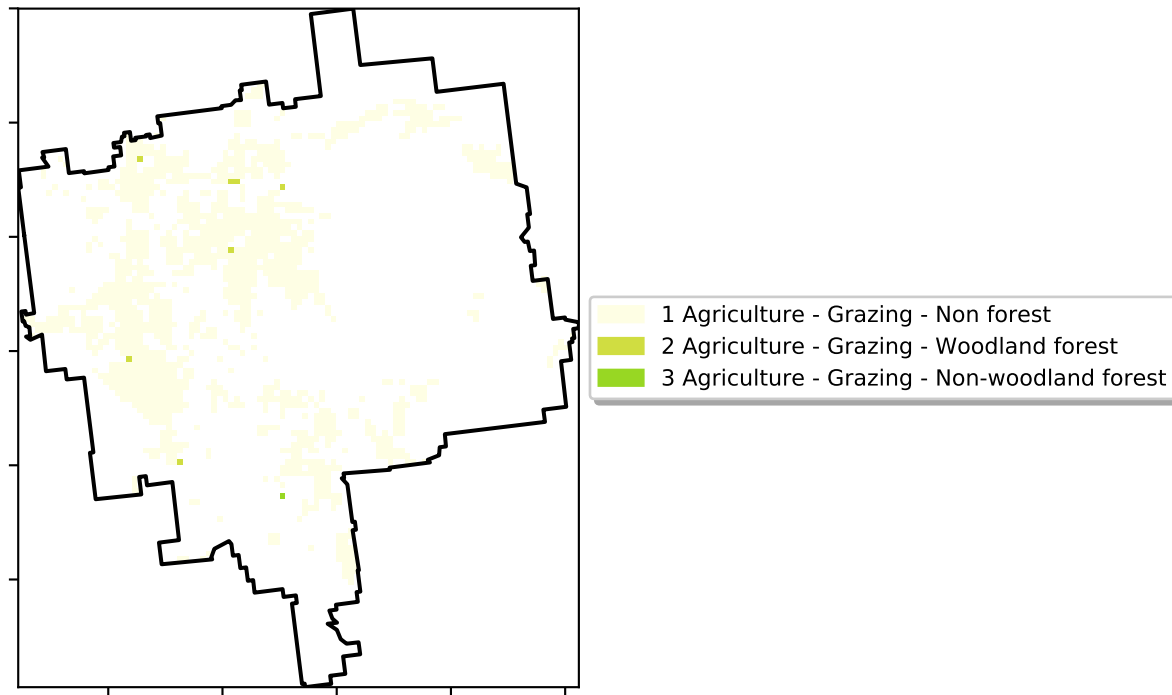 1 Agriculture - Grazing - Non forest
2 Agriculture - Grazing - Woodland forest
3 Agriculture - Grazing - Non-woodland forest